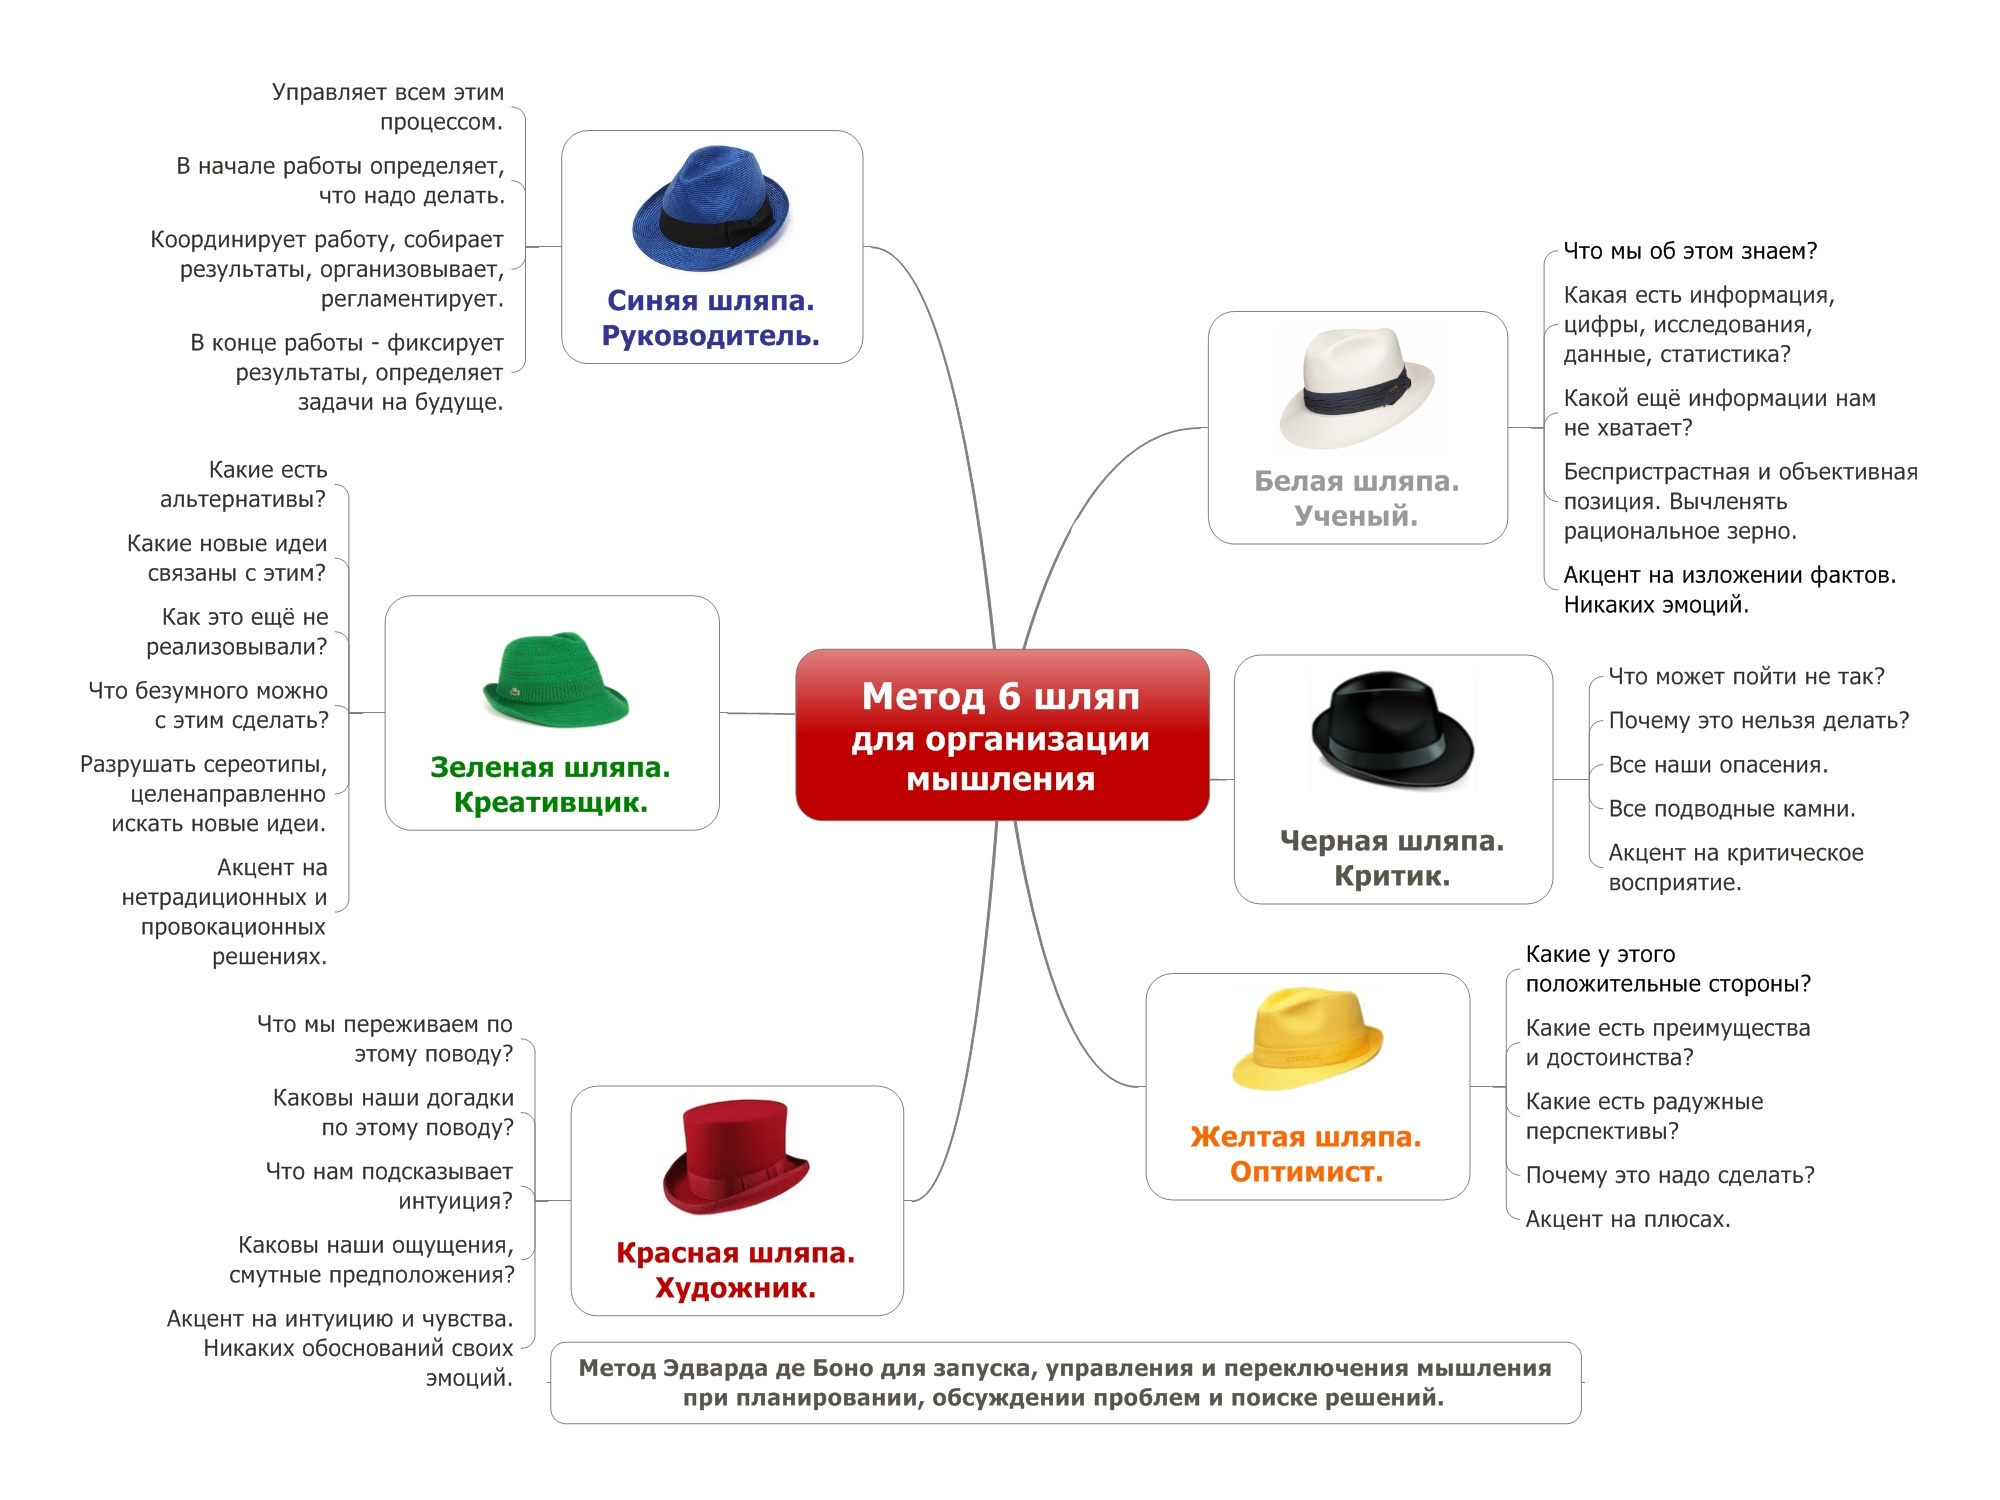 Метод 6 шляп
для организации
мышления
Синяя шляпа.
Руководитель.
Управляет всем этим
процессом.
В начале работы определяет,
что надо делать.
Координирует работу, собирает
результаты, организовывает,
регламентирует.
В конце работы - фиксирует
результаты, определяет
задачи на будуще.
Белая шляпа.
Ученый.
Что мы об этом знаем?
Какая есть информация,
цифры, исследования,
данные, статистика?
Какой ещё информации нам
не хватает?
Беспристрастная и объективная
позиция. Вычленять
рациональное зерно.
Акцент на изложении фактов.
Никаких эмоций.
Зеленая шляпа.
Креативщик.
Какие есть
альтернативы?
Какие новые идеи
связаны с этим?
Как это ещё не
реализовывали?
Что безумного можно
с этим сделать?
Разрушать сереотипы,
целенаправленно
искать новые идеи.
Акцент на
нетрадиционных и
провокационных
решениях.
Черная шляпа.
Критик.
Что может пойти не так?
Почему это нельзя делать?
Все наши опасения.
Все подводные камни.
Акцент на критическое
восприятие.
Желтая шляпа.
Оптимист.
Какие у этого
положительные стороны?
Какие есть преимущества
и достоинства?
Какие есть радужные
перспективы?
Почему это надо сделать?
Акцент на плюсах.
Красная шляпа.
Художник.
Что мы переживаем по
этому поводу?
Каковы наши догадки
по этому поводу?
Что нам подсказывает
интуиция?
Каковы наши ощущения,
смутные предположения?
Акцент на интуицию и чувства.
Никаких обоснований своих
эмоций.
Метод Эдварда де Боно для запуска, управления и переключения мышления
при планировании, обсуждении проблем и поиске решений.